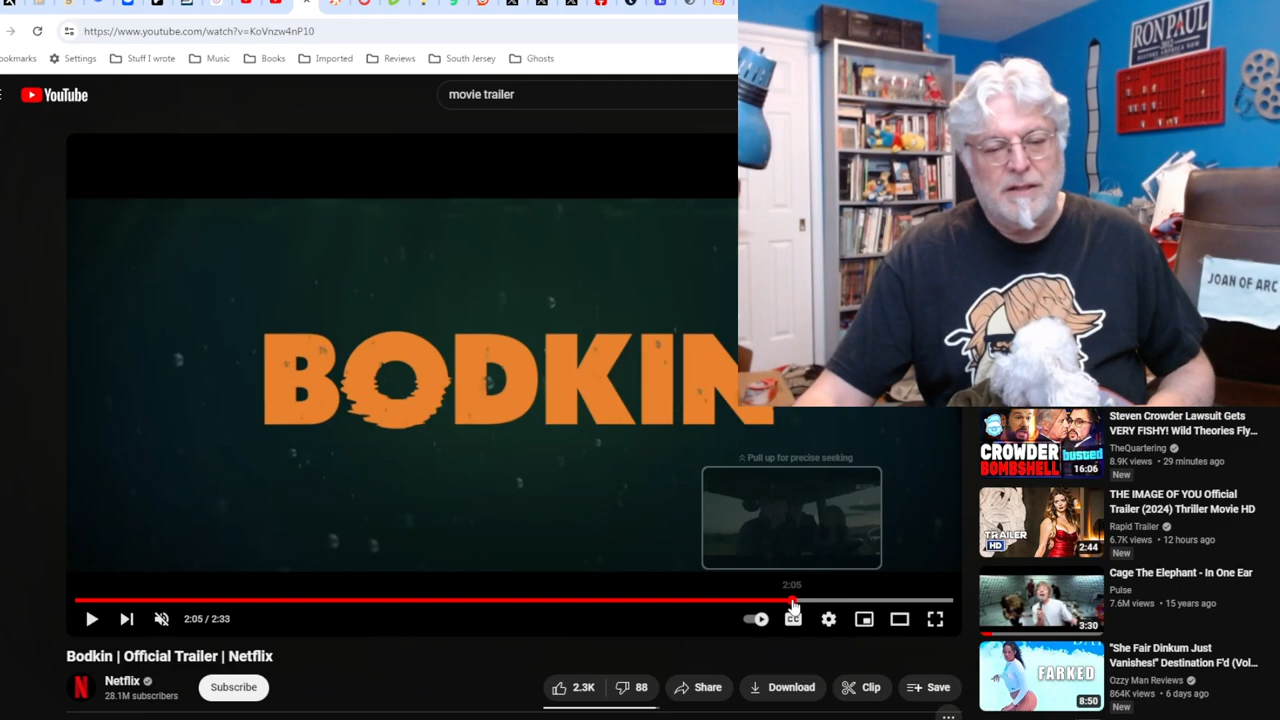 https://www.youtube.com/watch?v=KoVnzw4nP10
ookmarks Settings Stuff I wrote Music Books Imported Reviews South Jersey Ghosts
YouTube
movie trailer
RON PAUL
2012
RESTORE AMERICA NOW
JOAN OF ARC
BODKIN
Pull up for precise seeking
2:05
2:05 / 2:33
Bodkin | Official Trailer | Netflix
Netflix
28.1M subscribers
Subscribe
2.3K
88
Share
Download
Clip
Save
CROWDER
BOMBSHELL
busted
16:06
Steven Crowder Lawsuit Gets
VERY FISHY! Wild Theories Fly...
TheQuartering
8.9K views • 29 minutes ago
New
TRAILER
HD
2:44
THE IMAGE OF YOU Official
Trailer (2024) Thriller Movie HD
Rapid Trailer
6.7K views • 12 hours ago
New
3:30
Cage The Elephant - In One Ear
Pulse
7.6M views • 15 years ago
FARKED
8:50
"She Fair Dinkum Just
Vanishes!" Destination F'd (Vol...
Ozzy Man Reviews
864K views • 6 days ago
New